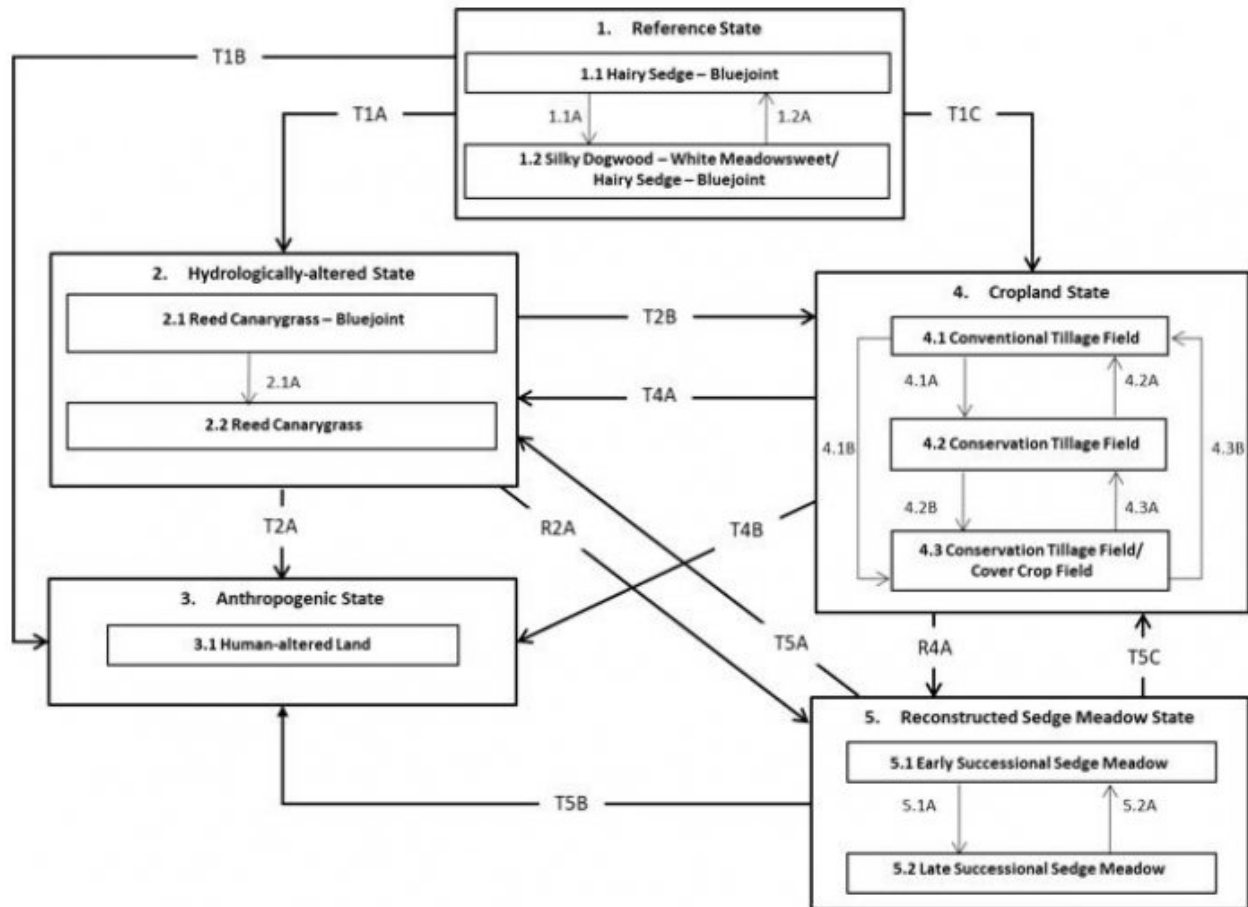 1. Reference State
T1B
1.1 Hairy Sedge – Bluejoint
T1A
1.1A
1.2A
T1C
1.2 Silky Dogwood – White Meadowsweet/
Hairy Sedge – Bluejoint
2. Hydrologically-altered State
2.1 Reed Canarygrass – Bluejoint
2.1A
2.2 Reed Canarygrass
T2B
T4A
4. Cropland State
4.1 Conventional Tillage Field
4.1A
4.2A
4.2 Conservation Tillage Field
4.1B
4.3B
4.2B
4.3A
4.3 Conservation Tillage Field/
Cover Crop Field
T2A
R2A
T4B
3. Anthropogenic State
3.1 Human-altered Land
T5A
R4A
T5C
5. Reconstructed Sedge Meadow State
5.1 Early Successional Sedge Meadow
T5B
5.1A
5.2A
5.2 Late Successional Sedge Meadow